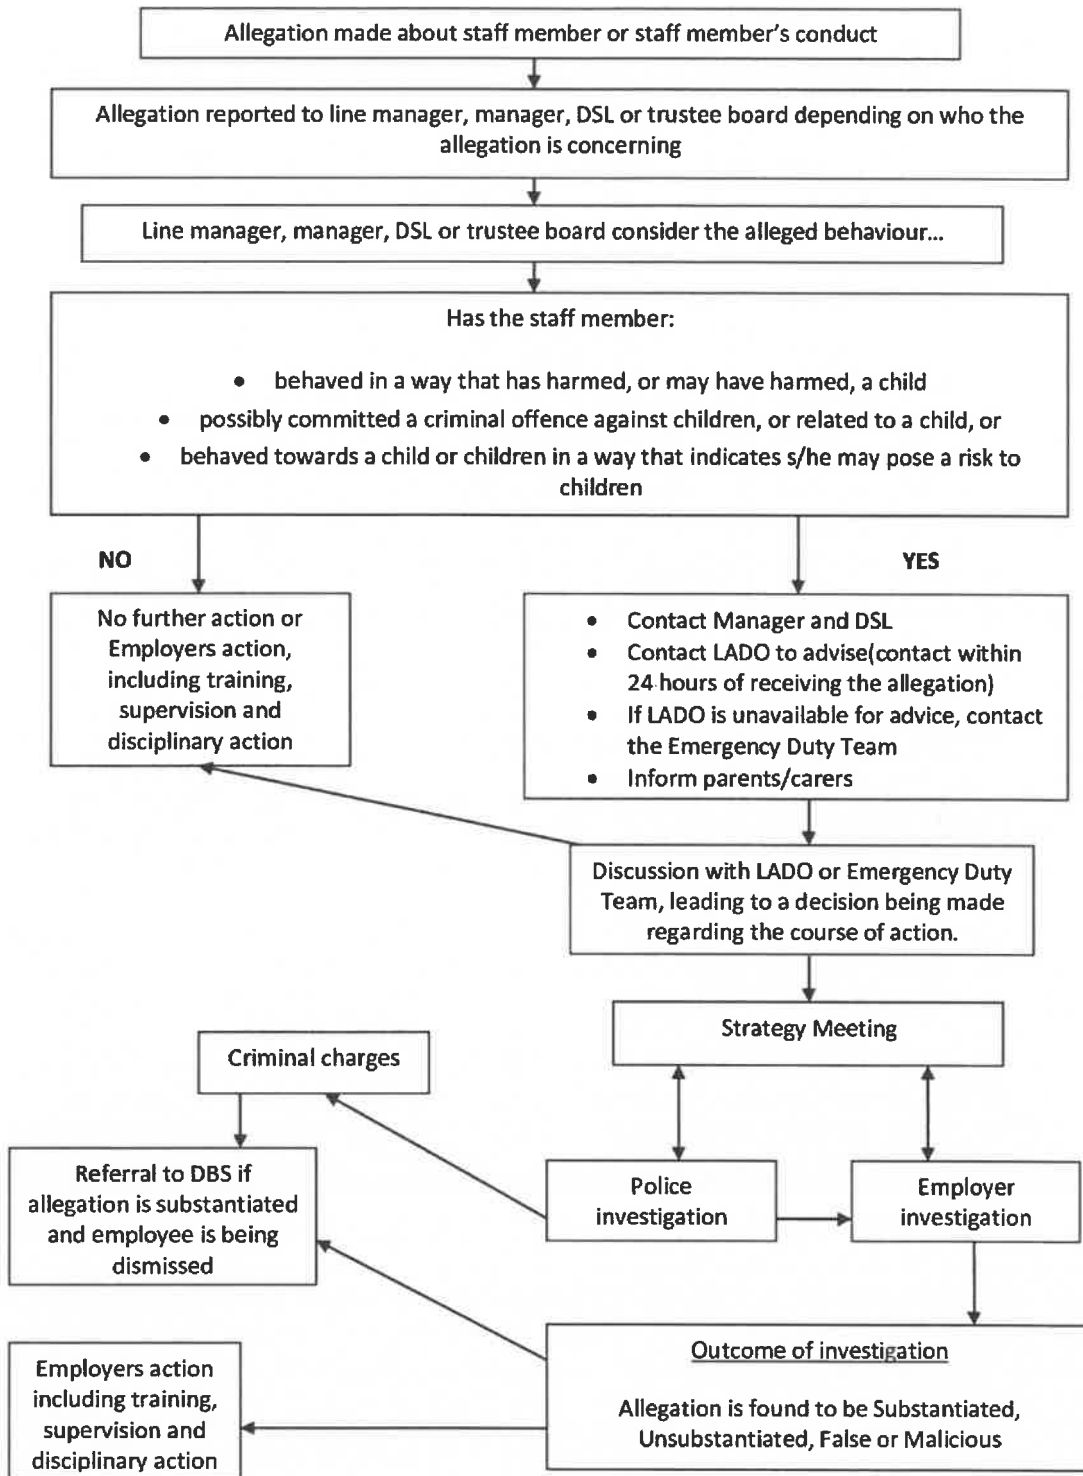 Allegation made about staff member or staff member's conduct
Allegation reported to line manager, manager, DSL or trustee board depending on who the
allegation is concerning
Line manager, manager, DSL or trustee board consider the alleged behaviour...
Has the staff member:
• behaved in a way that has harmed, or may have harmed, a child
• possibly committed a criminal offence against children, or related to a child, or
• behaved towards a child or children in a way that indicates s/he may pose a risk to
children
NO
YES
No further action or
Employers action,
including training,
supervision and
disciplinary action
• Contact Manager and DSL
• Contact LADO to advise(contact within
24 hours of receiving the allegation)
• If LADO is unavailable for advice, contact
the Emergency Duty Team
• Inform parents/carers
Discussion with LADO or Emergency Duty
Team, leading to a decision being made
regarding the course of action.
Strategy Meeting
Criminal charges
Referral to DBS if
allegation is substantiated
and employee is being
dismissed
Police
investigation
Employer
investigation
Outcome of investigation
Allegation is found to be Substantiated,
Unsubstantiated, False or Malicious
Employers action
including training,
supervision and
disciplinary action